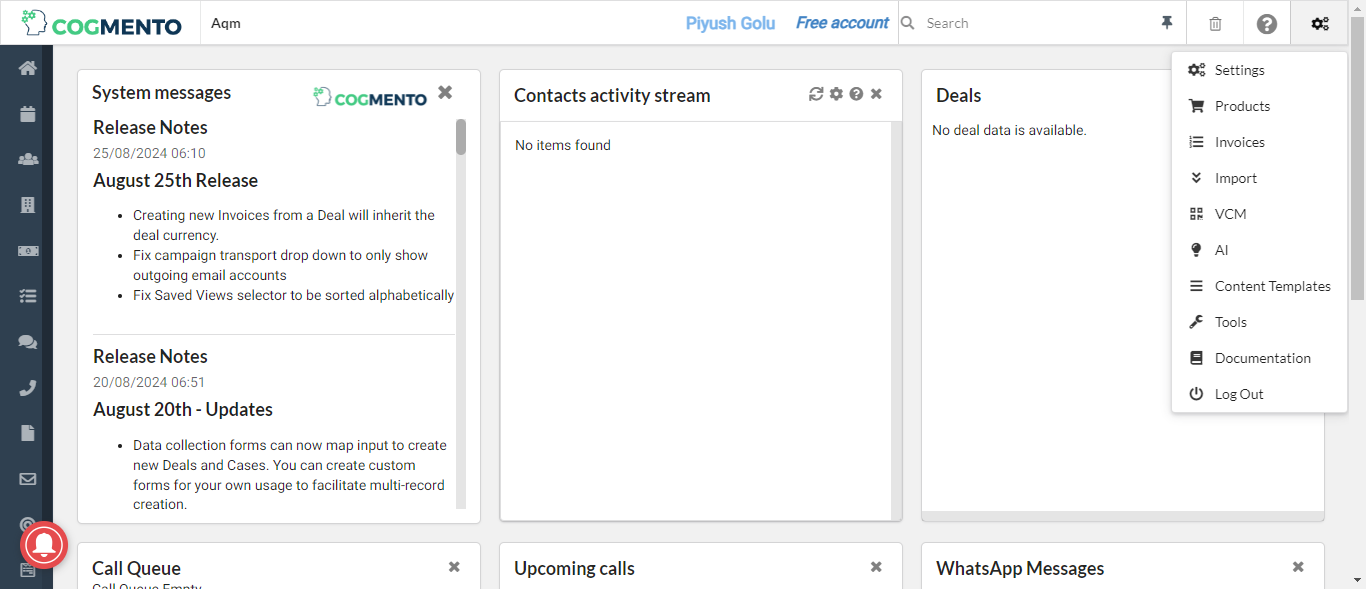 COGMENTO
Aqm
Piyush Golu
Free account
Search
System messages
COGMENTO
Release Notes
25/08/2024 06:10
August 25th Release
Creating new Invoices from a Deal will inherit the
deal currency.
Fix campaign transport drop down to only show
outgoing email accounts
Fix Saved Views selector to be sorted alphabetically
Release Notes
20/08/2024 06:51
August 20th - Updates
Data collection forms can now map input to create
new Deals and Cases. You can create custom
forms for your own usage to facilitate multi-record
creation.
Contacts activity stream
No items found
Deals
No deal data is available.
Settings
Products
Invoices
Import
VCM
AI
Content Templates
Tools
Documentation
Log Out
Call Queue
Call Queue Empty
Upcoming calls
WhatsApp Messages